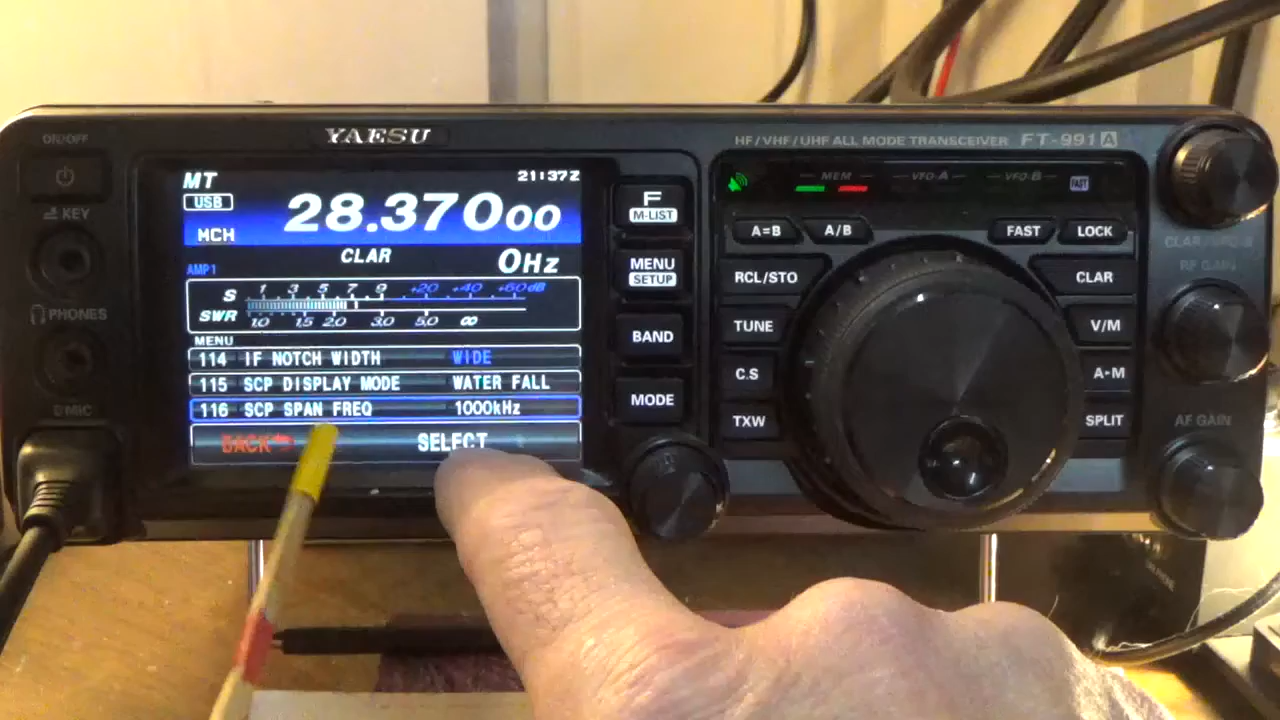 ON/OFF
KEY
PHONES
MIC
YAESU
MT
21:37Z
USB
28.37000
MCH
CLAR
0Hz
AMP1
S 1 3 5 7 9 +20 +40 +60dB
SWR 1.0 1.5 2.0 3.0 5.0 ∞
MENU
114 IF NOTCH WIDTH WIDE
115 SCP DISPLAY MODE WATER FALL
116 SCP SPAN FREQ 1000kHz
BACK SELECT
F
M-LIST
MENU
SETUP
BAND
MODE
HF/VHF/UHF ALL MODE TRANSCEIVER FT-991A
MEM VFO-A VFO-B FAST
A=B A/B FAST LOCK
RCL/STO CLAR
TUNE V/M
C.S A▸M
TXW SPLIT
RF GAIN
AF GAIN